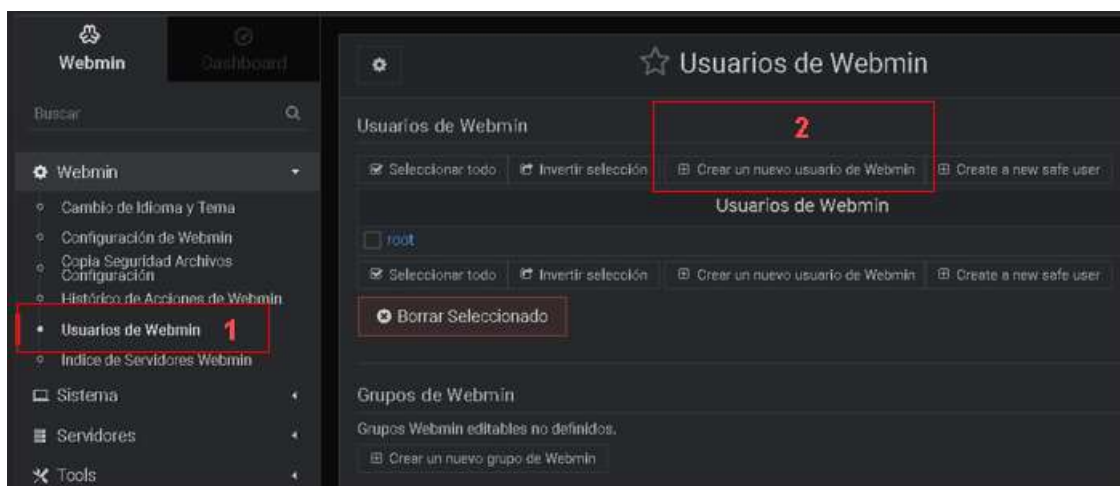 Webmin
Dashboard
Buscar
Webmin
Cambio de Idioma y Tema
Configuración de Webmin
Copia Seguridad Archivos
Configuración
Histórico de Acciones de Webmin
Usuarios de Webmin 1
Indice de Servidores Webmin
Sistema
Servidores
Tools
Usuarios de Webmin
Usuarios de Webmin
2
Seleccionar todo Invertir selección Crear un nuevo usuario de Webmin Create a new safe user
Usuarios de Webmin
root
Seleccionar todo Invertir selección Crear un nuevo usuario de Webmin Create a new safe user
Borrar Seleccionado
Grupos de Webmin
Grupos Webmin editables no definidos.
Crear un nuevo grupo de Webmin